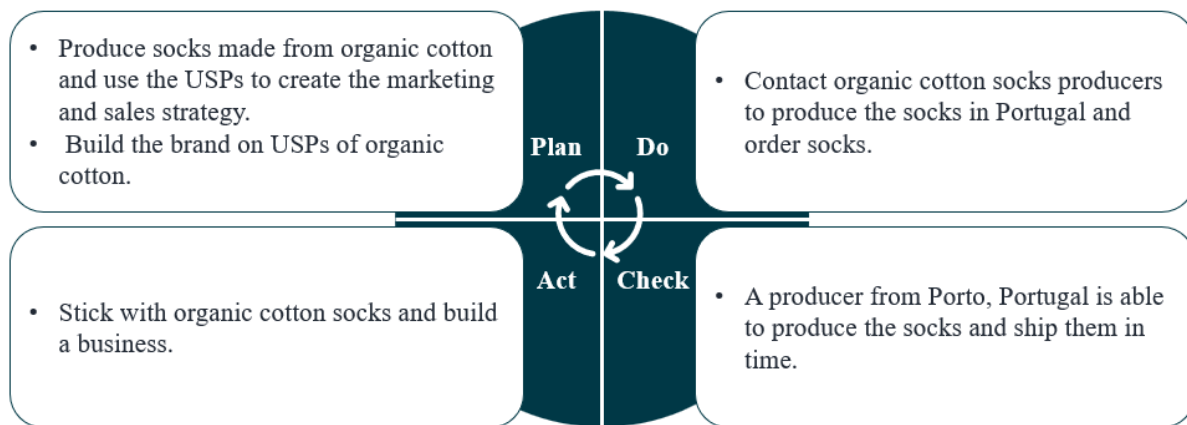 • Produce socks made from organic cotton
and use the USPs to create the marketing
and sales strategy.
• Build the brand on USPs of organic
cotton.
• Contact organic cotton socks producers
to produce the socks in Portugal and
order socks.
Plan
Do
Act
Check
• Stick with organic cotton socks and build
a business.
• A producer from Porto, Portugal is able
to produce the socks and ship them in
time.